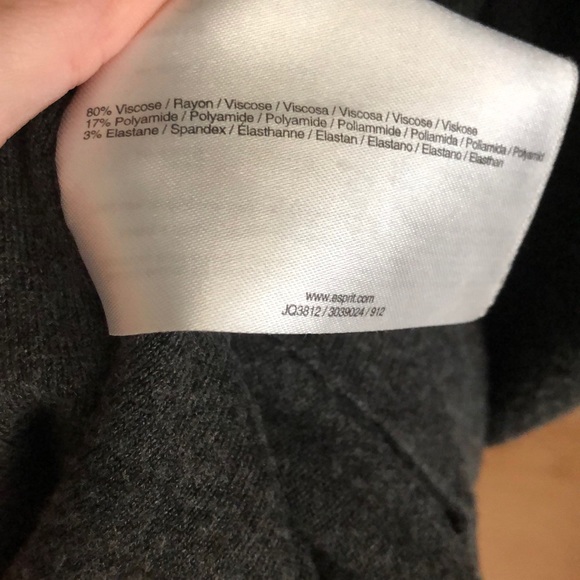 80% Viscose / Rayon / Viscose / Viscosa / Viscosa / Viscose / Viskose
17% Polyamide / Polyamide / Polyamide / Poliammide / Poliamida / Poliamida / Polyamid
3% Elastane / Spandex / Élasthanne / Elastan / Elastano / Elastano / Elasthan
www.esprit.com
JQ3812 / 3039024 / 912